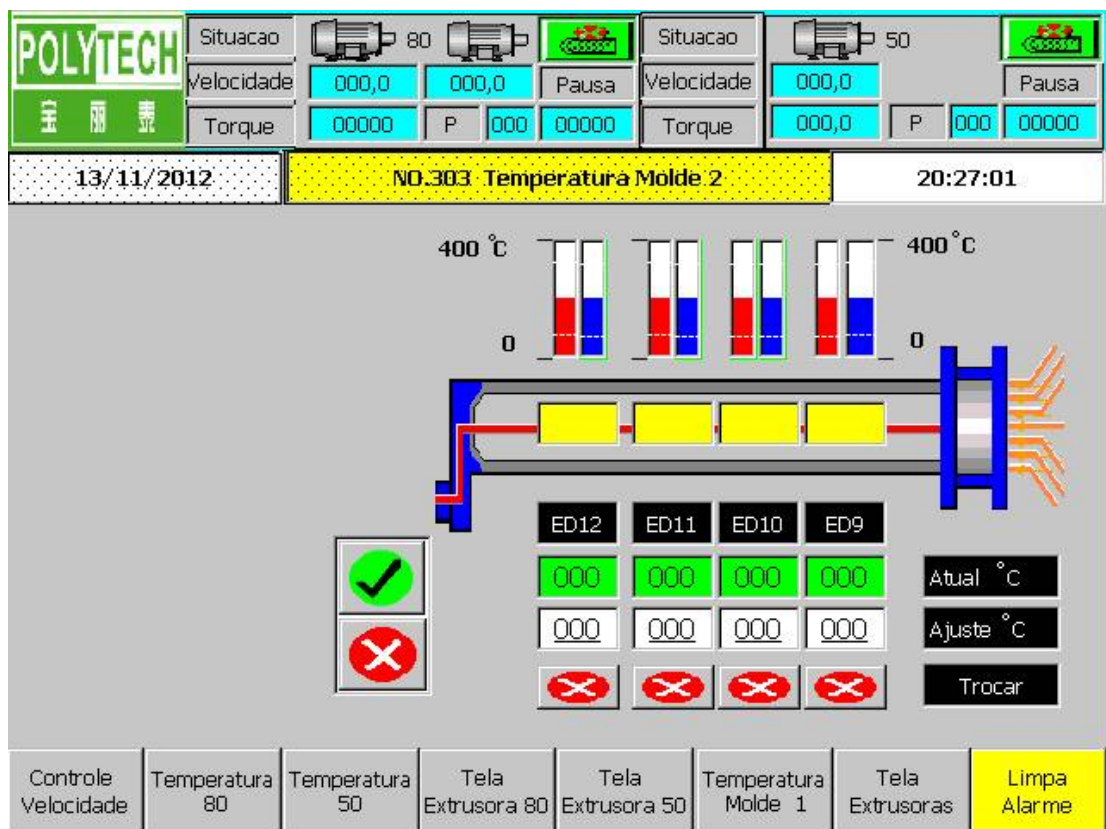 POLYTECH
宝 丽 泰
Situacao 80 Situacao 50
Velocidade 000,0 000,0 Pausa Velocidade 000,0 Pausa
Torque 00000 P 000 00000 Torque 000,0 P 000 00000
13/11/2012 NO.303 Temperatura Molde 2 20:27:01
400 °C 400 °C
0 0
ED12 ED11 ED10 ED9
000 000 000 000 Atual °C
000 000 000 000 Ajuste °C
Trocar
Controle Velocidade
Temperatura 80
Temperatura 50
Tela Extrusora 80
Tela Extrusora 50
Temperatura Molde 1
Tela Extrusoras
Limpa Alarme